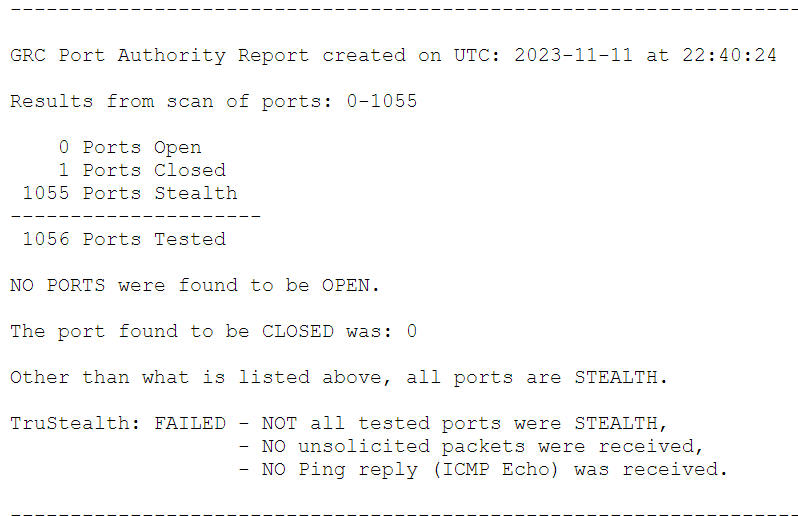 ----------------------------------------------------------------------
GRC Port Authority Report created on UTC: 2023-11-11 at 22:40:24
Results from scan of ports: 0-1055
0 Ports Open
1 Ports Closed
1055 Ports Stealth
---------------------
1056 Ports Tested
NO PORTS were found to be OPEN.
The port found to be CLOSED was: 0
Other than what is listed above, all ports are STEALTH.
TruStealth: FAILED - NOT all tested ports were STEALTH,
- NO unsolicited packets were received,
- NO Ping reply (ICMP Echo) was received.
----------------------------------------------------------------------